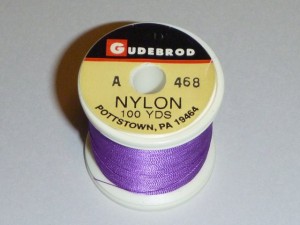 GUDEBROD
A 468
NYLON
100 YDS
POTTSTOWN, PA 19464